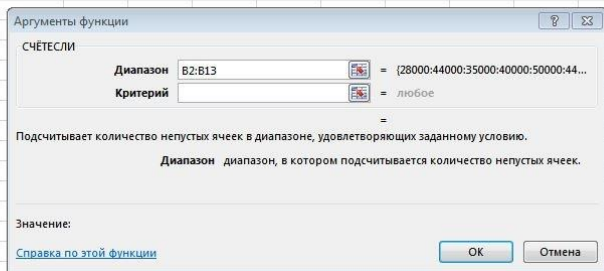 Аргументы функции
СЧЁТЕСЛИ
Диапазон B2:B13 = {28000:44000:35000:40000:50000:44...
Критерий = любое
=
Подсчитывает количество непустых ячеек в диапазоне, удовлетворяющих заданному условию.
Диапазон диапазон, в котором подсчитывается количество непустых ячеек.
Значение:
Справка по этой функции ОК Отмена